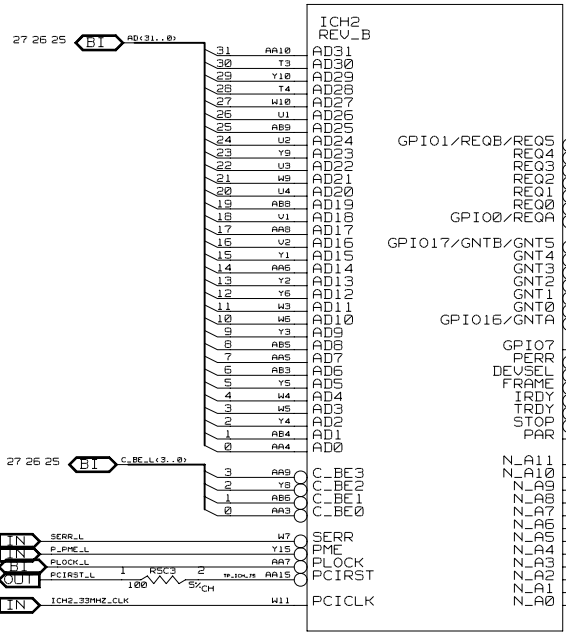 ICH2
REV_B
27 26 25 BI AD(31..0)
31 AA10 AD31
30 T3 AD30
29 Y10 AD29
28 T4 AD28
27 W10 AD27
26 U1 AD26
25 AB9 AD25
24 U2 AD24 GPIO1/REQB/REQ5
23 Y9 AD23 REQ4
22 U3 AD22 REQ3
21 W9 AD21 REQ2
20 U4 AD20 REQ1
19 AB8 AD19 REQ0
18 V1 AD18 GPIO0/REQA
17 AA8 AD17
16 V2 AD16 GPIO17/GNTB/GNT5
15 Y1 AD15 GNT4
14 AA6 AD14 GNT3
13 Y2 AD13 GNT2
12 Y6 AD12 GNT1
11 W3 AD11 GNT0
10 W6 AD10 GPIO16/GNTA
9 Y3 AD9
8 AB5 AD8 GPIO7
7 AA5 AD7 PERR
6 AB3 AD6 DEVSEL
5 Y5 AD5 FRAME
4 W4 AD4 IRDY
3 W5 AD3 TRDY
2 Y4 AD2 STOP
1 AB4 AD1 PAR
0 AA4 AD0
27 26 25 BI C_BE_L(3..0)
N_A11
3 AA9 C_BE3 N_A10
2 Y8 C_BE2 N_A9
1 AB6 C_BE1 N_A8
0 AA3 C_BE0 N_A7
N_A6
IN SERR_L W7 SERR N_A5
IN P_PME_L Y15 PME N_A4
BI PLOCK_L AA7 PLOCK N_A3
OUT PCIRST_L 1 R5C3 2 TP_ICH_75 AA15 PCIRST N_A2
100 5% CH
N_A1
IN ICH2_33MHZ_CLK W11 PCICLK N_A0